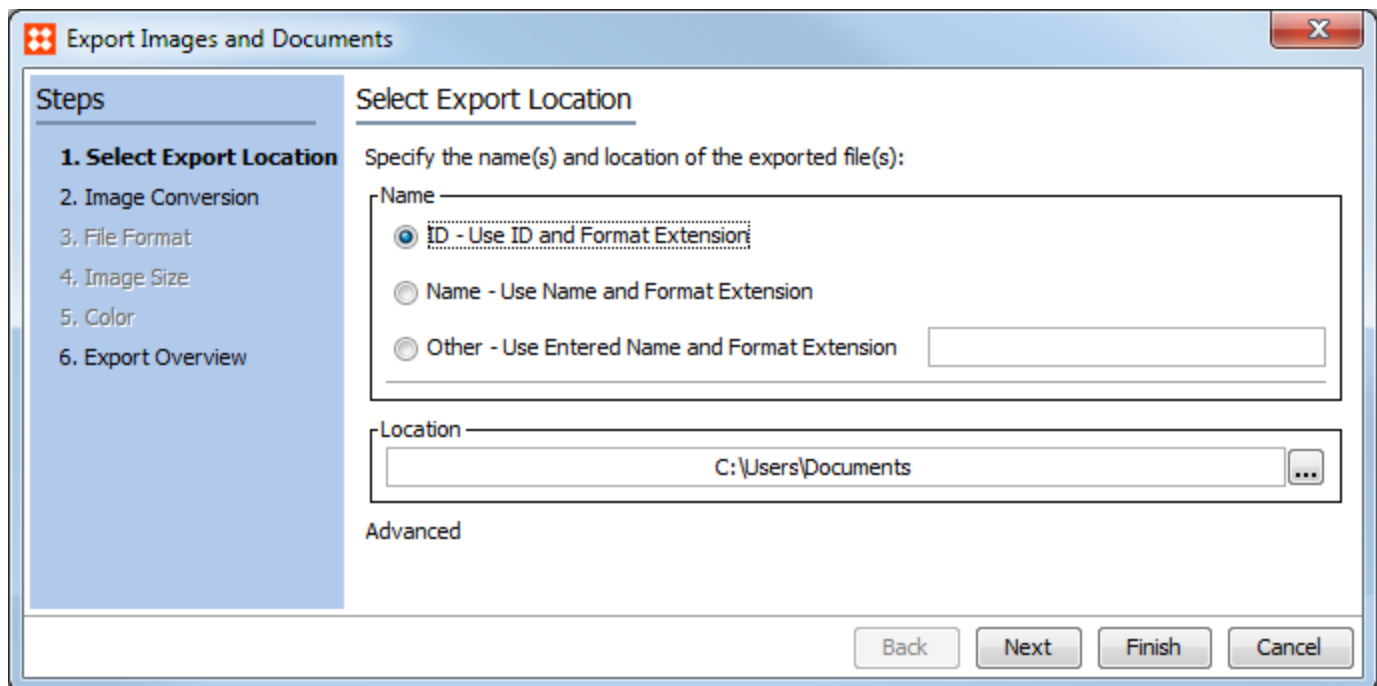 Export Images and Documents
Steps
1. Select Export Location
2. Image Conversion
3. File Format
4. Image Size
5. Color
6. Export Overview
Select Export Location
Specify the name(s) and location of the exported file(s):
Name
ID - Use ID and Format Extension
Name - Use Name and Format Extension
Other - Use Entered Name and Format Extension
Location
C:\Users\Documents
...
Advanced
Back
Next
Finish
Cancel